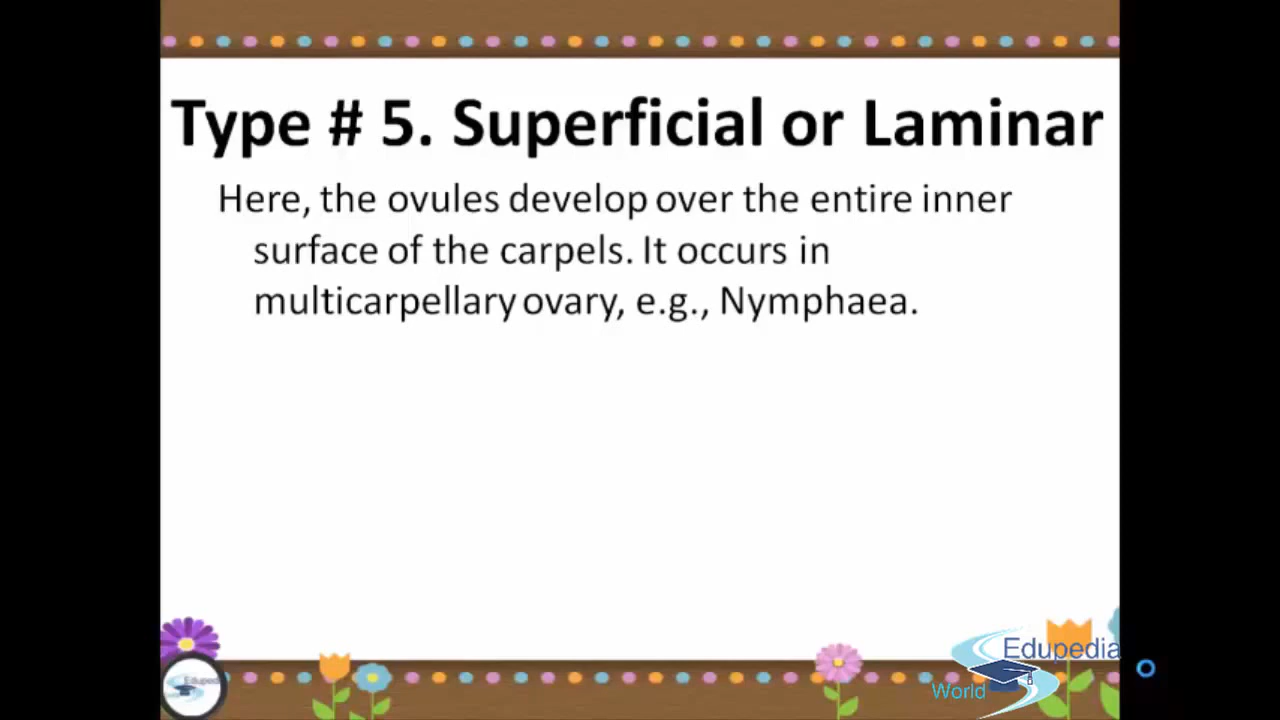 Type # 5. Superficial or Laminar
Here, the ovules develop over the entire inner
surface of the carpels. It occurs in
multicarpellary ovary, e.g., Nymphaea.
Edupedia
World
Edupedia